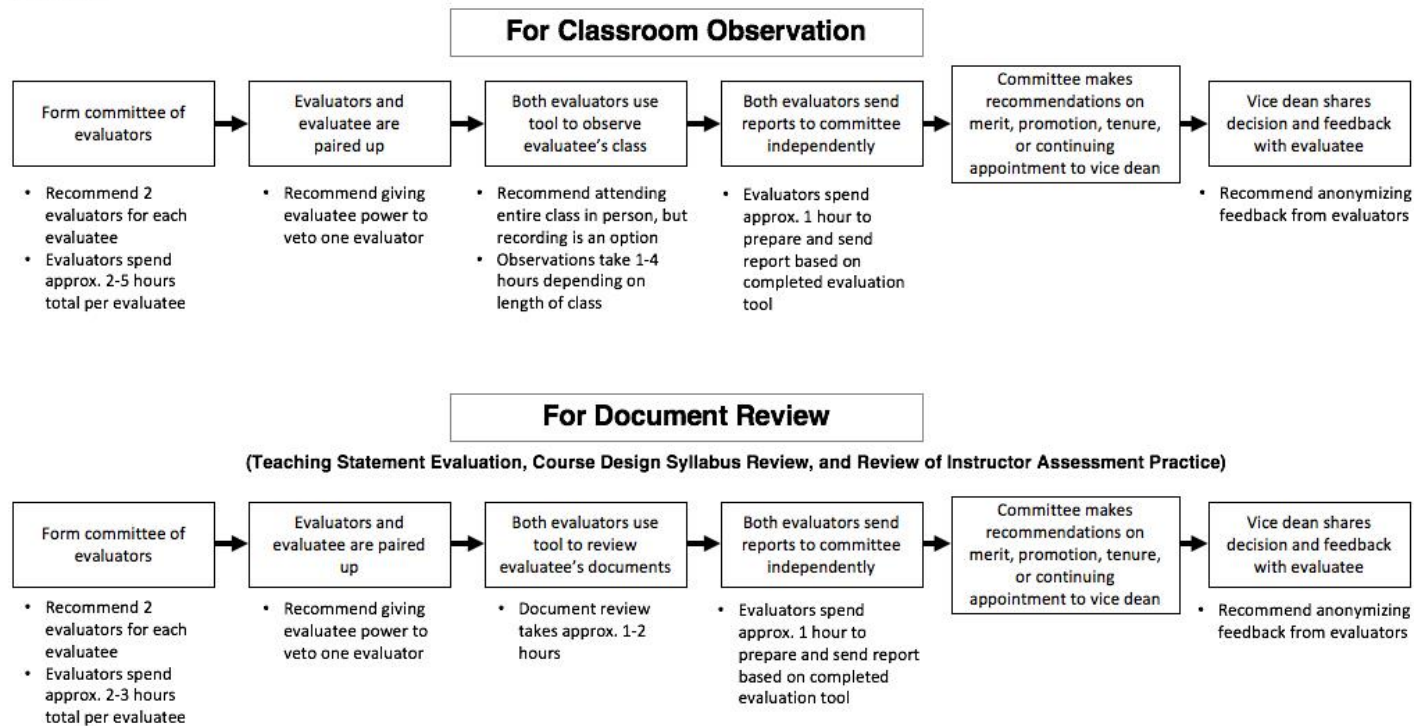 For Classroom Observation
Form committee of
evaluators
• Recommend 2
evaluators for each
evaluatee
• Evaluators spend
approx. 2-5 hours
total per evaluatee
Evaluators and
evaluatee are
paired up
• Recommend giving
evaluatee power to
veto one evaluator
Both evaluators use
tool to observe
evaluatee's class
• Recommend attending
entire class in person, but
recording is an option
• Observations take 1-4
hours depending on
length of class
Both evaluators send
reports to committee
independently
• Evaluators spend
approx. 1 hour to
prepare and send
report based on
completed evaluation
tool
Committee makes
recommendations on
merit, promotion, tenure,
or continuing
appointment to vice dean
Vice dean shares
decision and feedback
with evaluatee
• Recommend anonymizing
feedback from evaluators
For Document Review
(Teaching Statement Evaluation, Course Design Syllabus Review, and Review of Instructor Assessment Practice)
Form committee of
evaluators
• Recommend 2
evaluators for each
evaluatee
• Evaluators spend
approx. 2-3 hours
total per evaluatee
Evaluators and
evaluatee are paired
up
• Recommend giving
evaluatee power to
veto one evaluator
Both evaluators use
tool to review
evaluatee's documents
• Document review
takes approx. 1-2
hours
Both evaluators send
reports to committee
independently
• Evaluators spend
approx. 1 hour to
prepare and send report
based on completed
evaluation tool
Committee makes
recommendations on
merit, promotion, tenure,
or continuing
appointment to vice dean
Vice dean shares
decision and feedback
with evaluatee
• Recommend anonymizing
feedback from evaluators